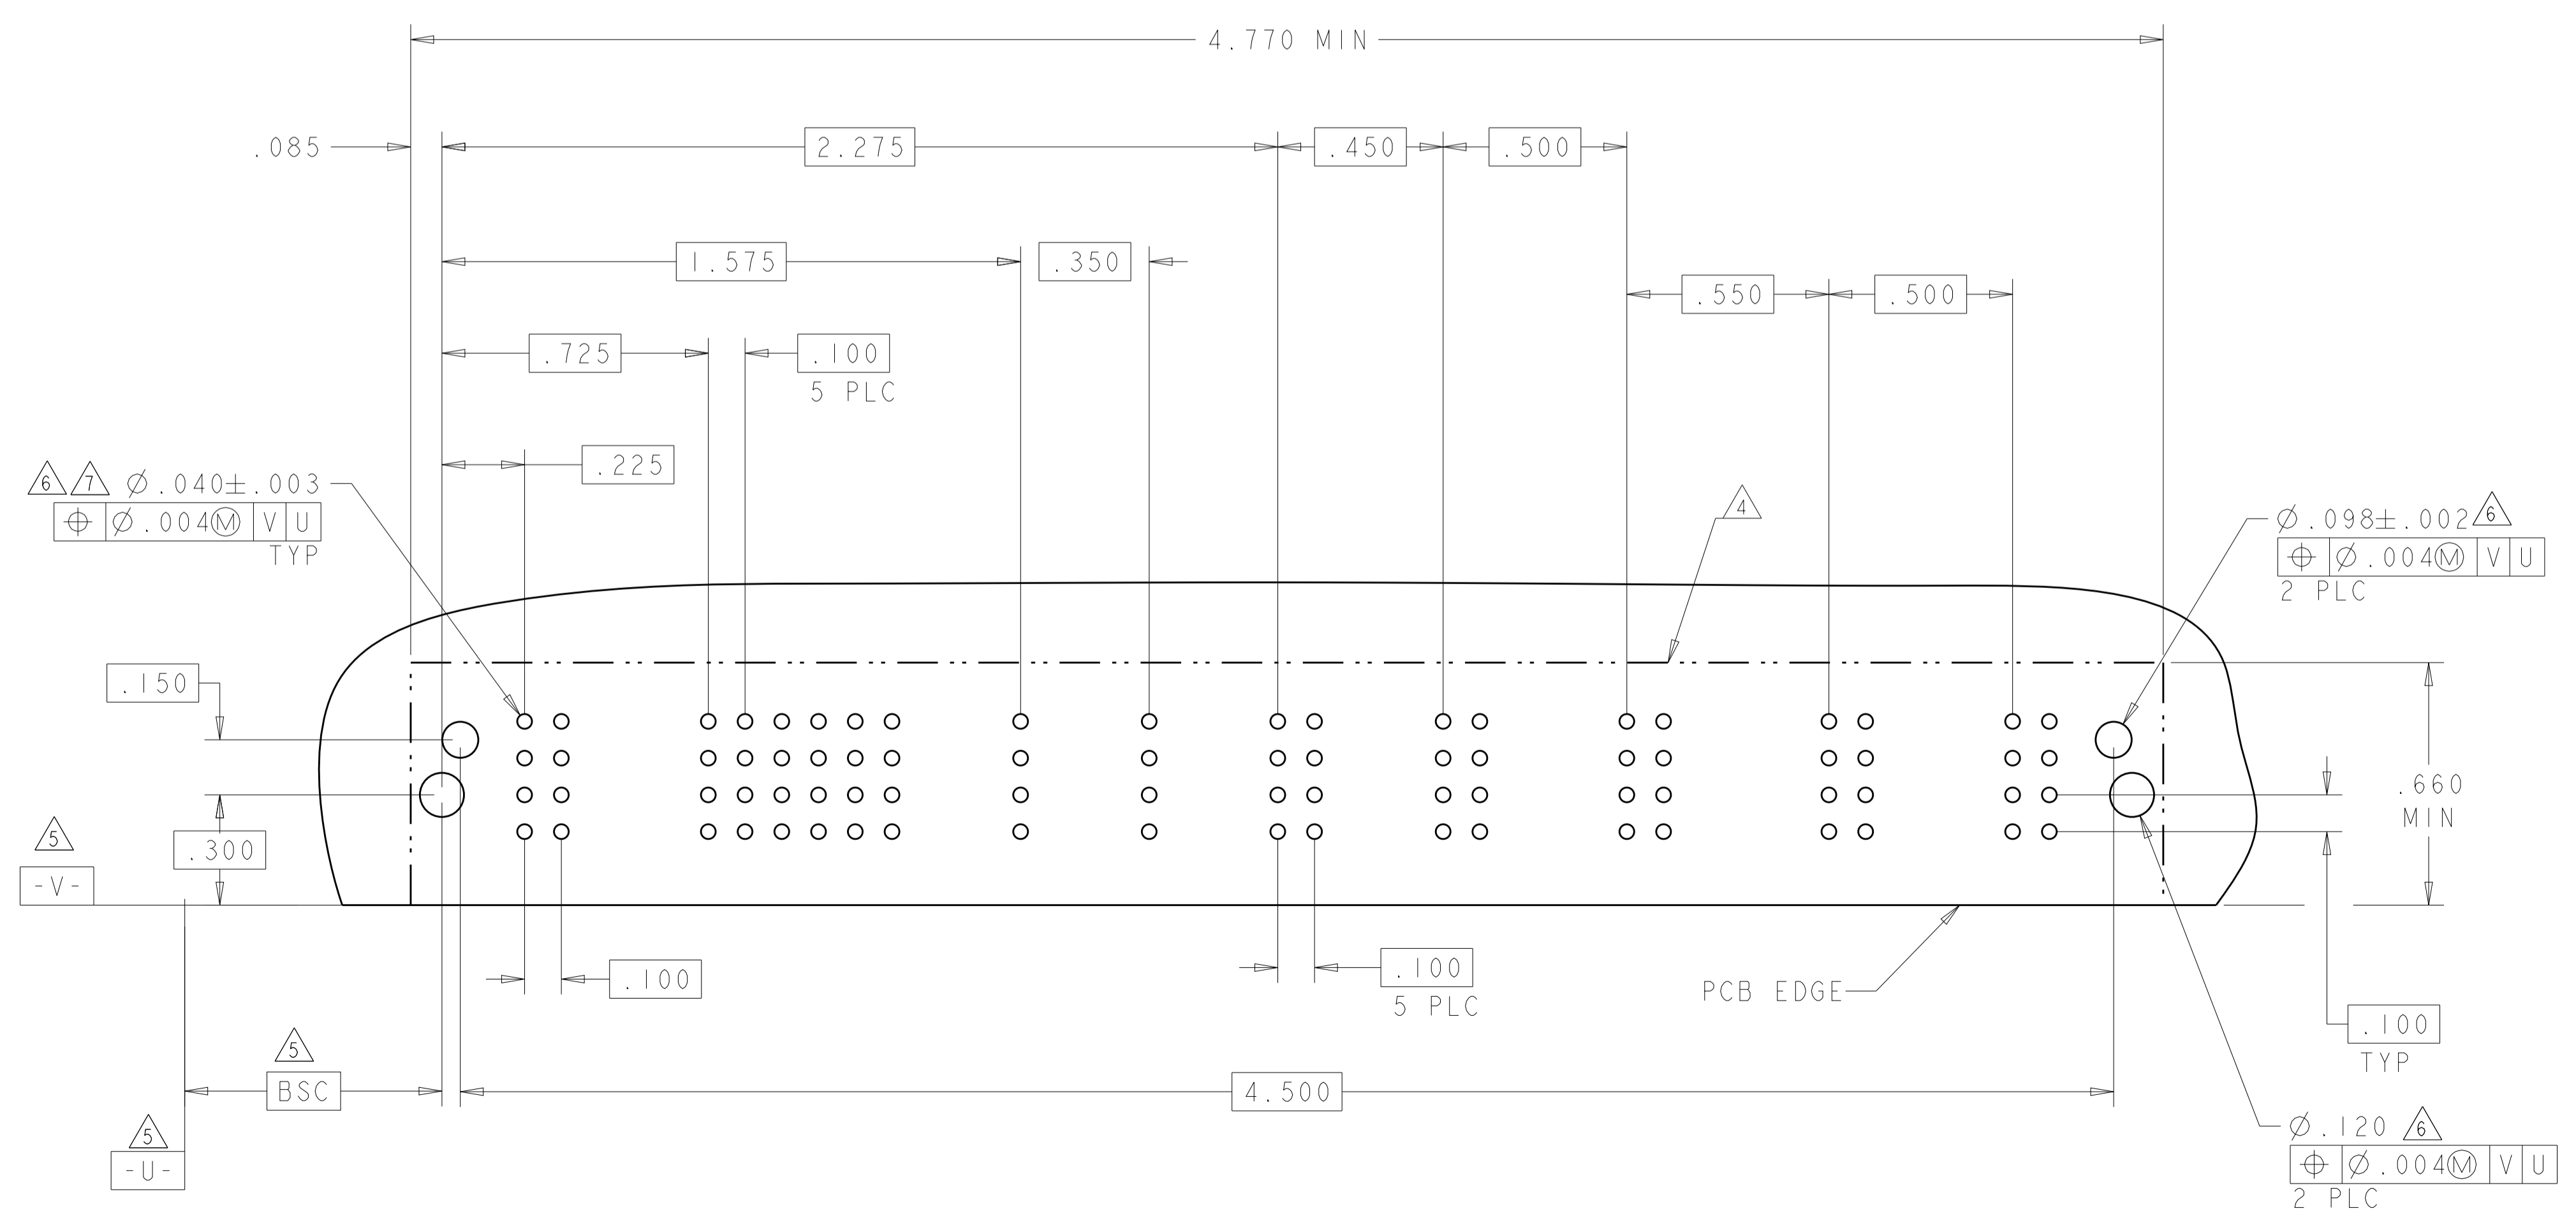 4.770 MIN
.085
2.275
.450
.500
1.575
.350
.550
.500
.725
.100
5 PLC
.225
6 7 Ø.040±.003
⌖ Ø.004Ⓜ V U
TYP
4
Ø.098±.002 6
⌖ Ø.004Ⓜ V U
2 PLC
.150
.660
MIN
5
.300
-V-
.100
.100
5 PLC
PCB EDGE
.100
TYP
5
BSC
4.500
5
-U-
Ø.120 6
⌖ Ø.004Ⓜ V U
2 PLC